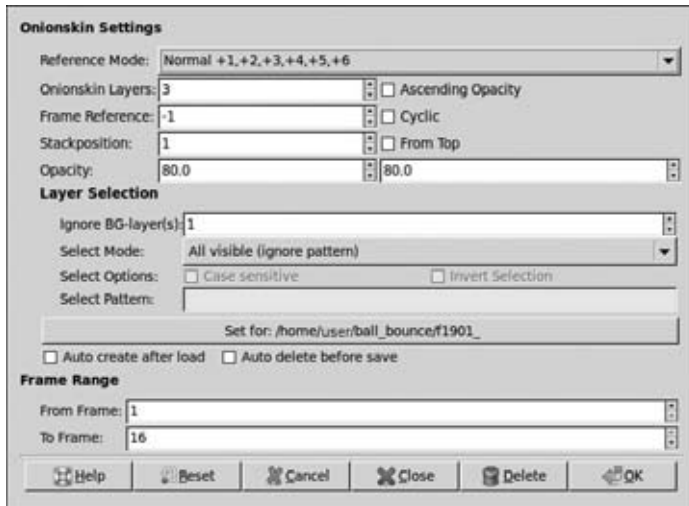 Onionskin Settings
Reference Mode: Normal +1,+2,+3,+4,+5,+6
Onionskin Layers: 3 Ascending Opacity
Frame Reference: -1 Cyclic
Stackposition: 1 From Top
Opacity: 80.0 80.0
Layer Selection
Ignore BG-layer(s): 1
Select Mode: All visible (ignore pattern)
Select Options: Case sensitive Invert Selection
Select Pattern:
Set for: /home/user/ball_bounce/f1901_
Auto create after load Auto delete before save
Frame Range
From Frame: 1
To Frame: 16
Help Reset Cancel Close Delete OK